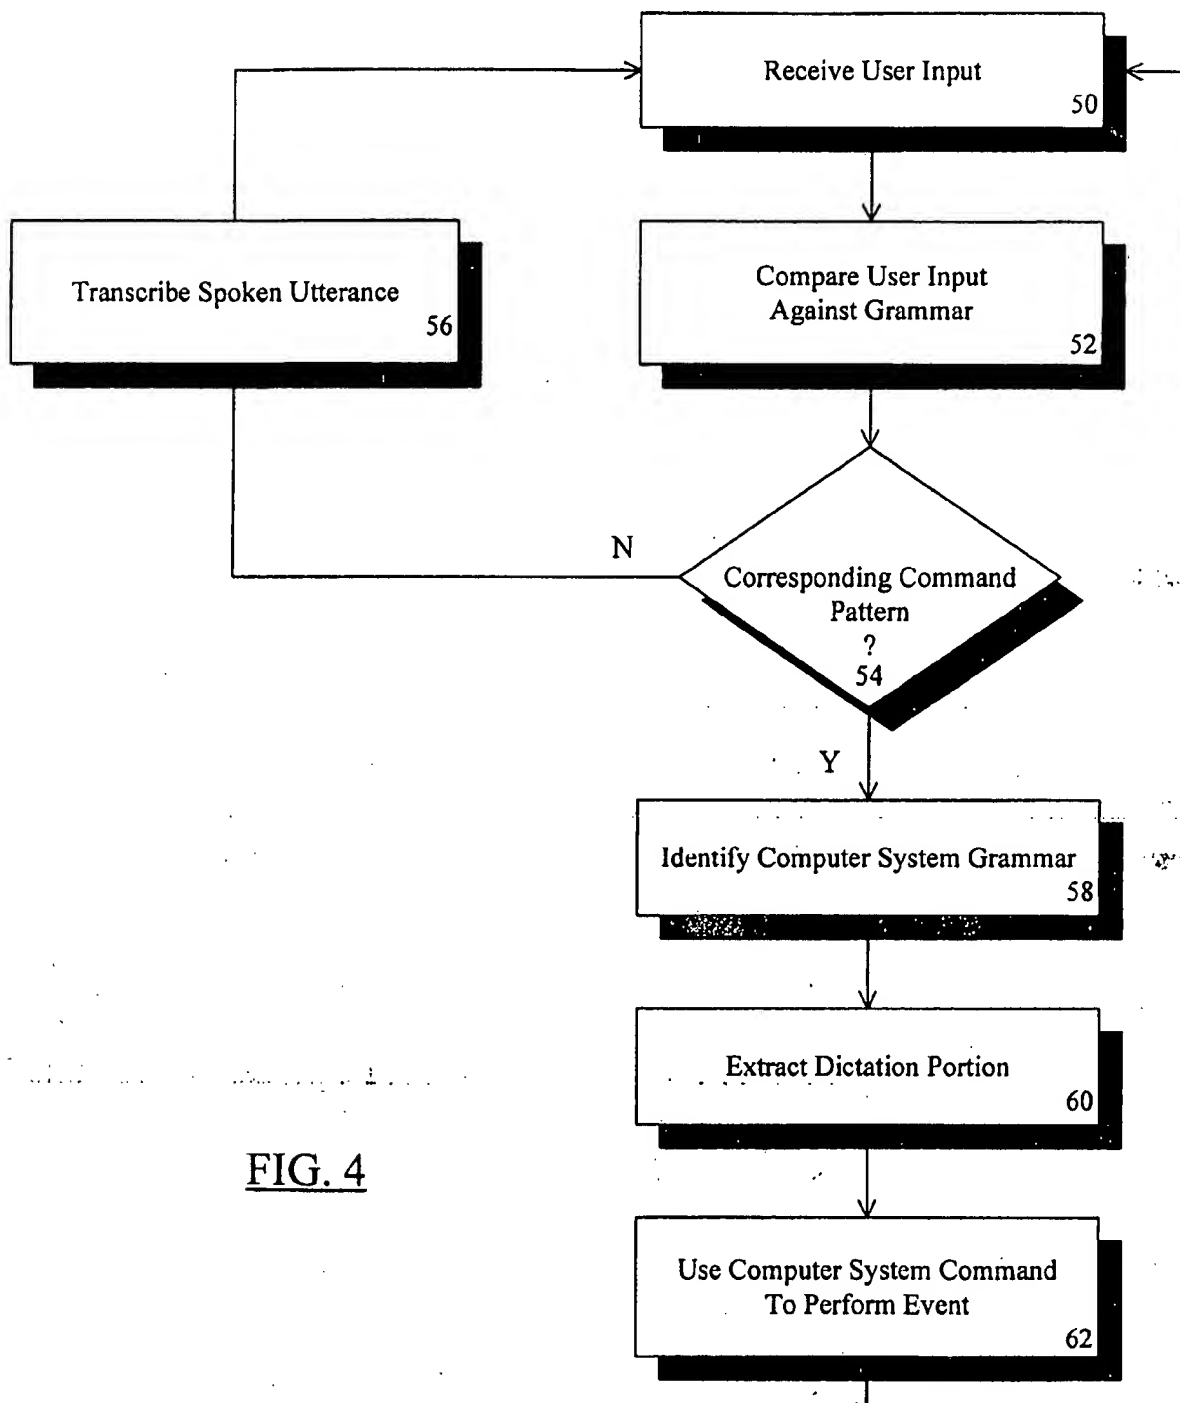 Receive User Input
50
Transcribe Spoken Utterance
56
Compare User Input
Against Grammar
52
N
Corresponding Command
Pattern
?
54
Y
Identify Computer System Grammar
58
Extract Dictation Portion
60
FIG. 4
Use Computer System Command
To Perform Event
62